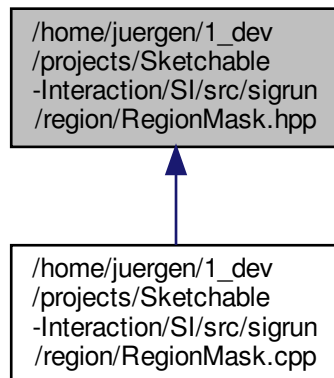 /home/juergen/1_dev
/projects/Sketchable
-Interaction/SI/src/sigrun
/region/RegionMask.hpp
/home/juergen/1_dev
/projects/Sketchable
-Interaction/SI/src/sigrun
/region/RegionMask.cpp